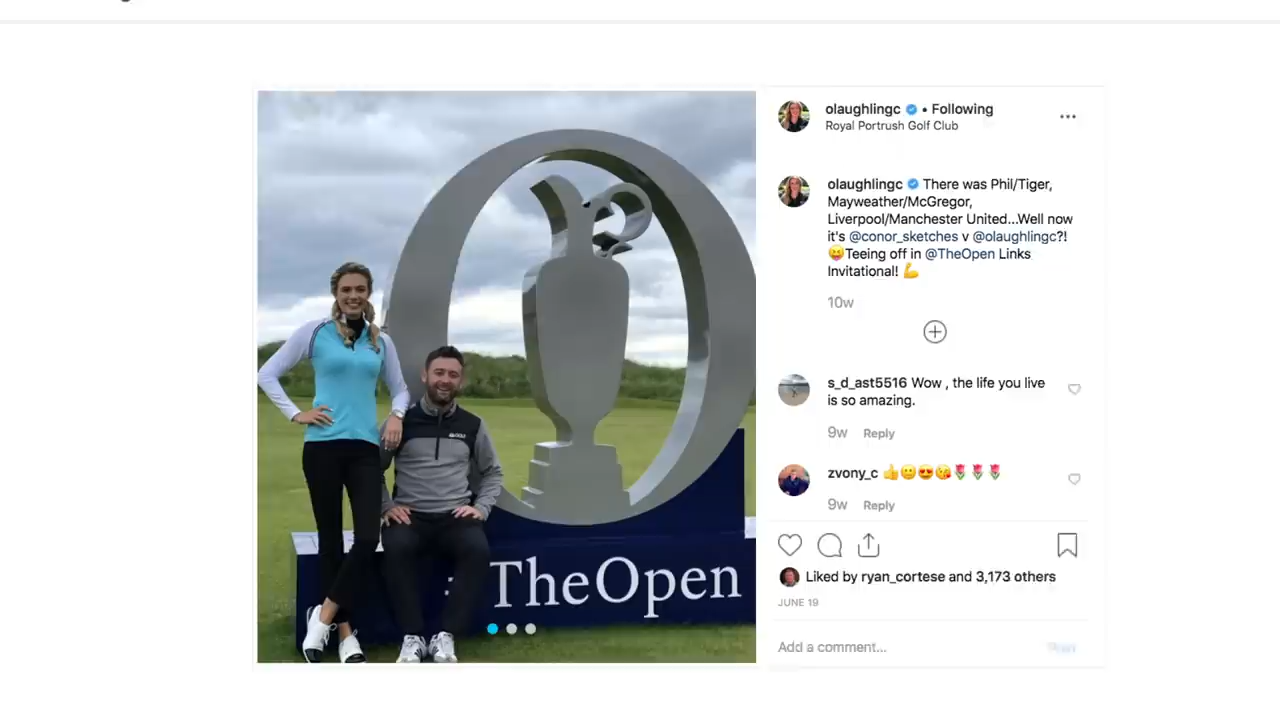 olaughlingc • Following
Royal Portrush Golf Club
olaughlingc There was Phil/Tiger,
Mayweather/McGregor,
Liverpool/Manchester United...Well now
it's @conor_sketches v @olaughlingc?!
😝Teeing off in @TheOpen Links
Invitational! 💪
10w
s_d_ast5516 Wow , the life you live
is so amazing.
9w Reply
zvony_c 👍🙂😍😘🌷🌷🌷
9w Reply
Liked by ryan_cortese and 3,173 others
JUNE 19
Add a comment...
TheOpen